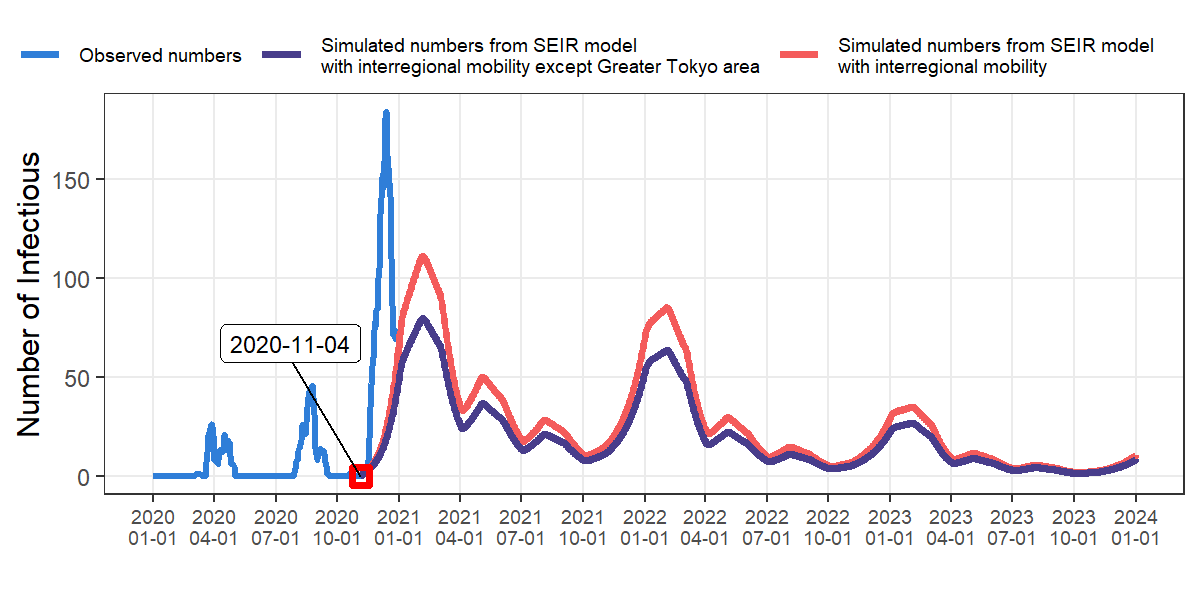 Observed numbers
Simulated numbers from SEIR model
with interregional mobility except Greater Tokyo area
Simulated numbers from SEIR model
with interregional mobility
Number of Infectious
150
100
50
0
2020-11-04
2020 2020 2020 2020 2021 2021 2021 2021 2022 2022 2022 2022 2023 2023 2023 2023 2024
01-01 04-01 07-01 10-01 01-01 04-01 07-01 10-01 01-01 04-01 07-01 10-01 01-01 04-01 07-01 10-01 01-01